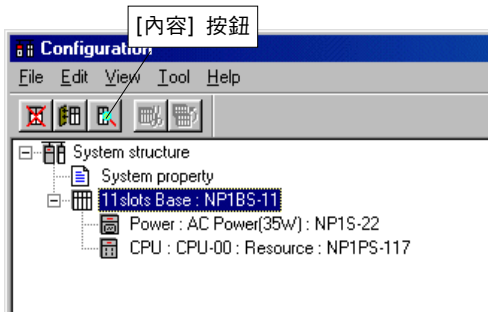 [內容] 按鈕
Configuration
File Edit View Tool Help
System structure
System property
11slots Base : NP1BS-11
Power : AC Power(35W) : NP1S-22
CPU : CPU-00 : Resource : NP1PS-117